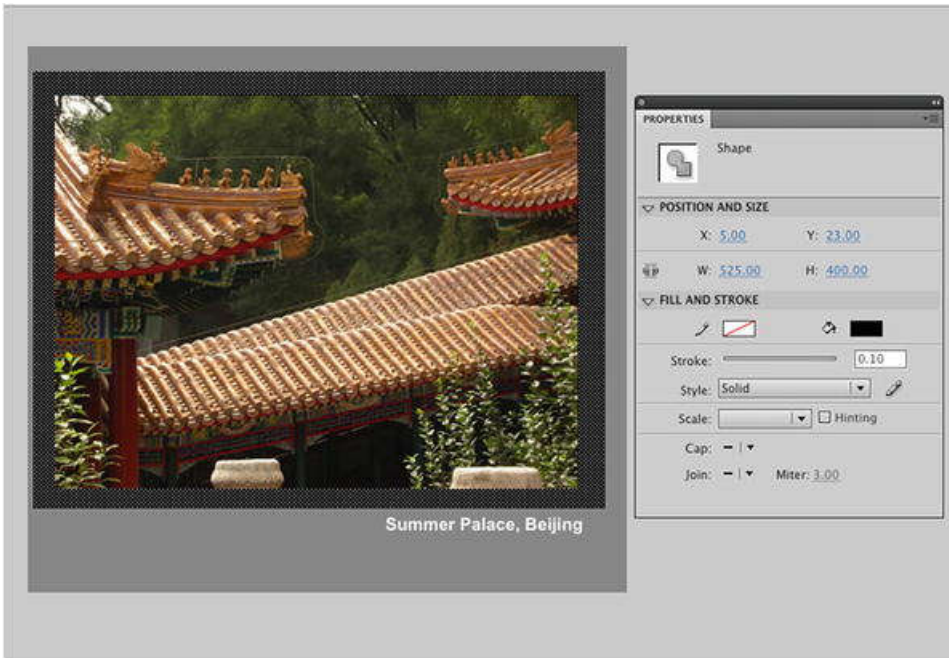 PROPERTIES
Shape
POSITION AND SIZE
X: 5.00 Y: 23.00
W: 525.00 H: 400.00
FILL AND STROKE
Stroke: 0.10
Style: Solid
Scale: Hinting
Cap:
Join: Miter: 3.00
Summer Palace, Beijing